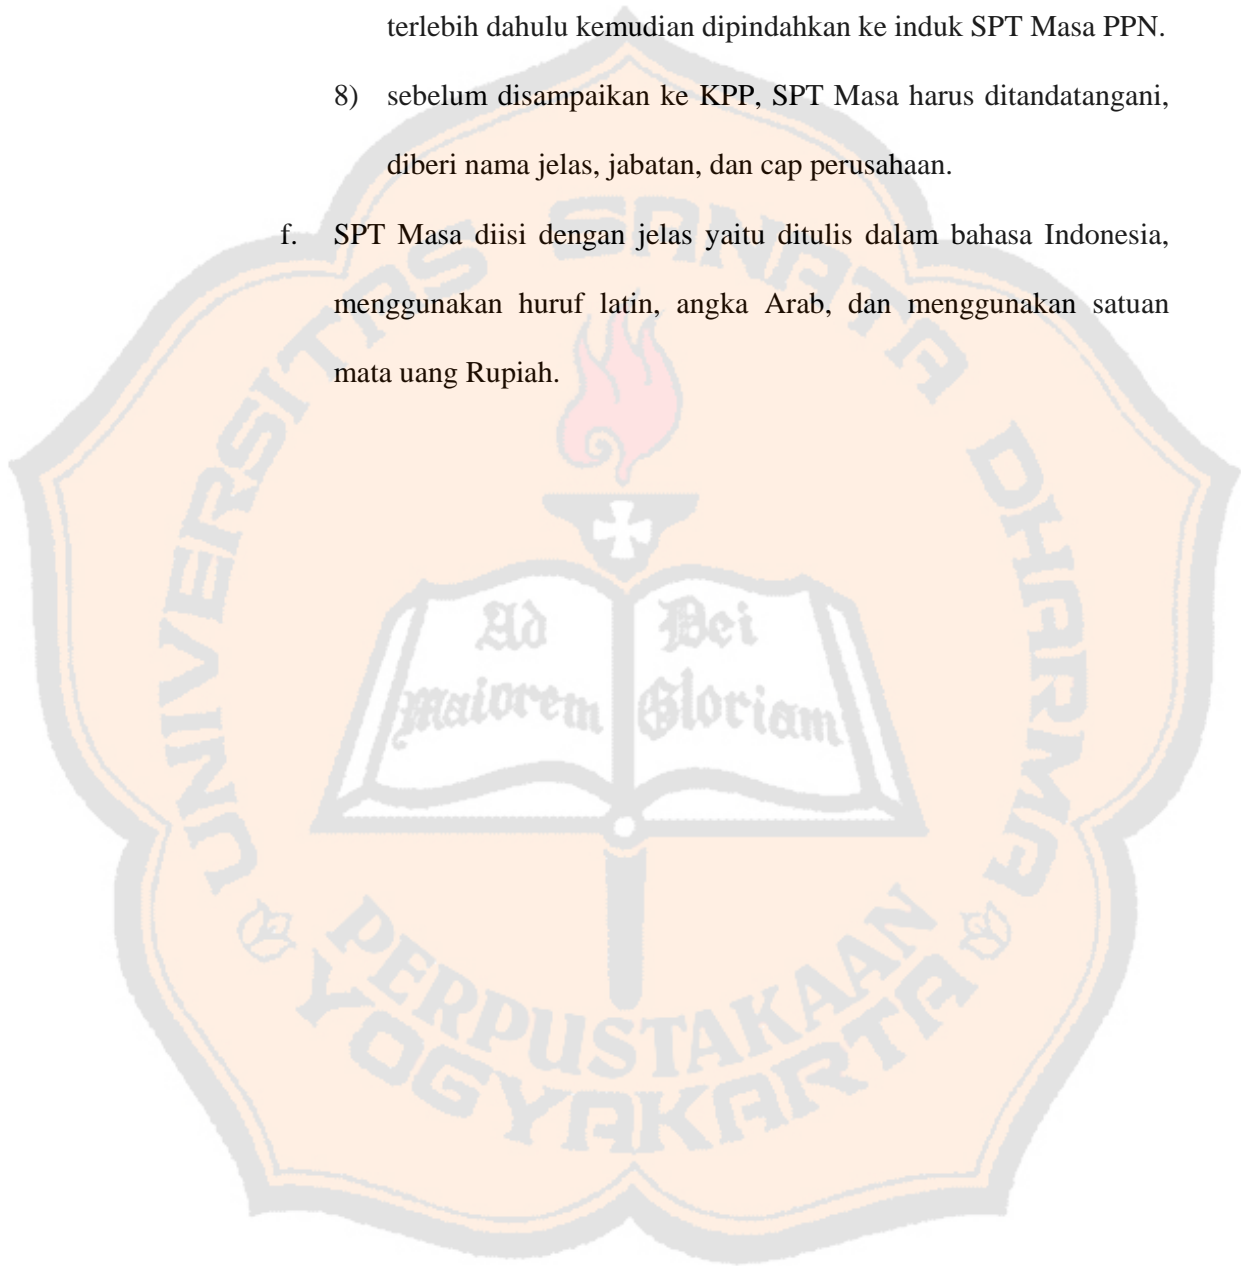 terlebih dahulu kemudian dipindahkan ke induk SPT Masa PPN.
8) sebelum disampaikan ke KPP, SPT Masa harus ditandatangani,
diberi nama jelas, jabatan, dan cap perusahaan.
f. SPT Masa diisi dengan jelas yaitu ditulis dalam bahasa Indonesia,
menggunakan huruf latin, angka Arab, dan menggunakan satuan
mata uang Rupiah.
UNIVERSITAS SANATA DHARMA
Ad Dei
maiorem Gloriam
PERPUSTAKAAN
YOGYAKARTA